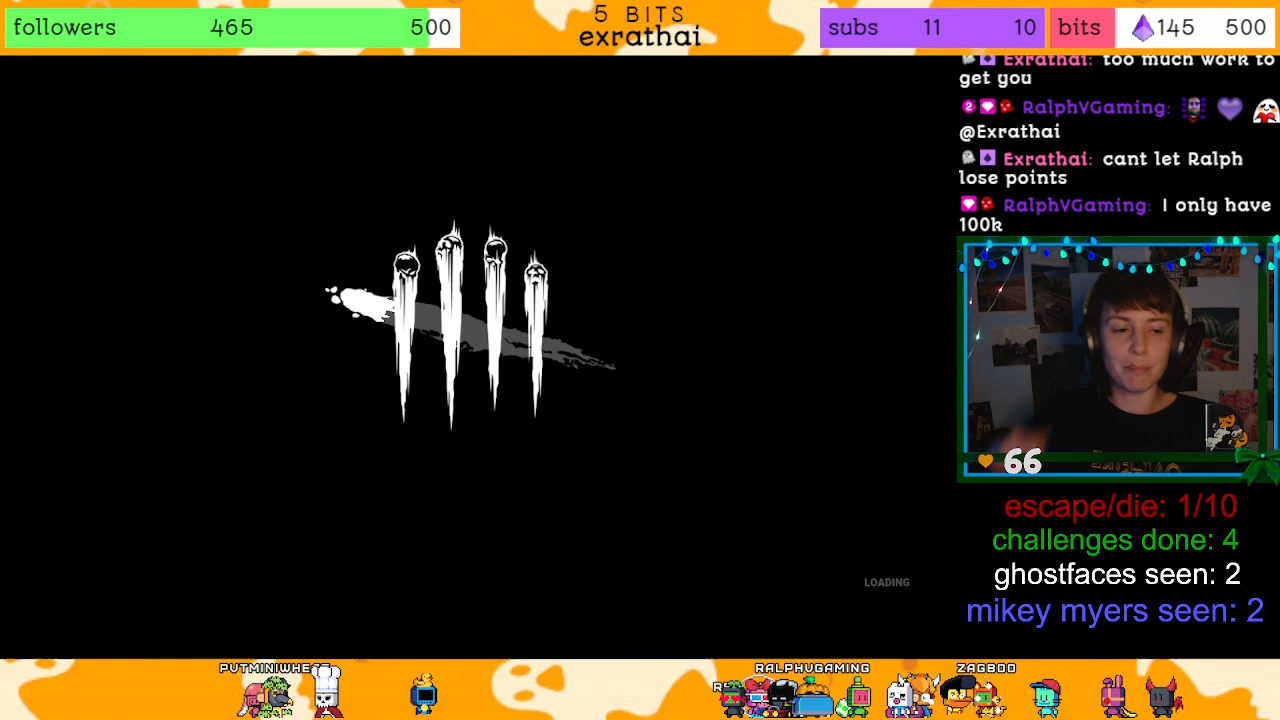 followers 465 500
5 BITS
exrathai
subs 11 10
bits 145 500
Exrathai: too much work to
get you
2 RalphVGaming:
@Exrathai
Exrathai: cant let Ralph
lose points
RalphVGaming: I only have
100k
66
escape/die: 1/10
challenges done: 4
ghostfaces seen: 2
mikey myers seen: 2
LOADING
RALPHVGAMING
ZAGBOO